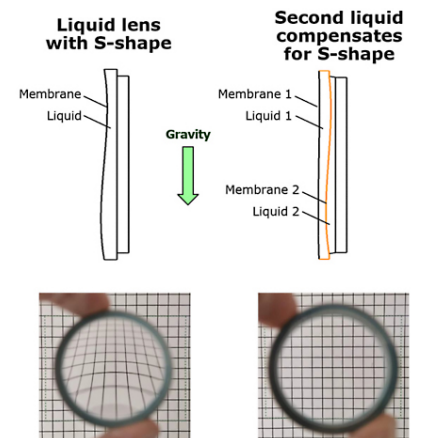 Liquid lens
with S-shape
Membrane
Liquid
Gravity
Second liquid
compensates
for S-shape
Membrane 1
Liquid 1
Membrane 2
Liquid 2